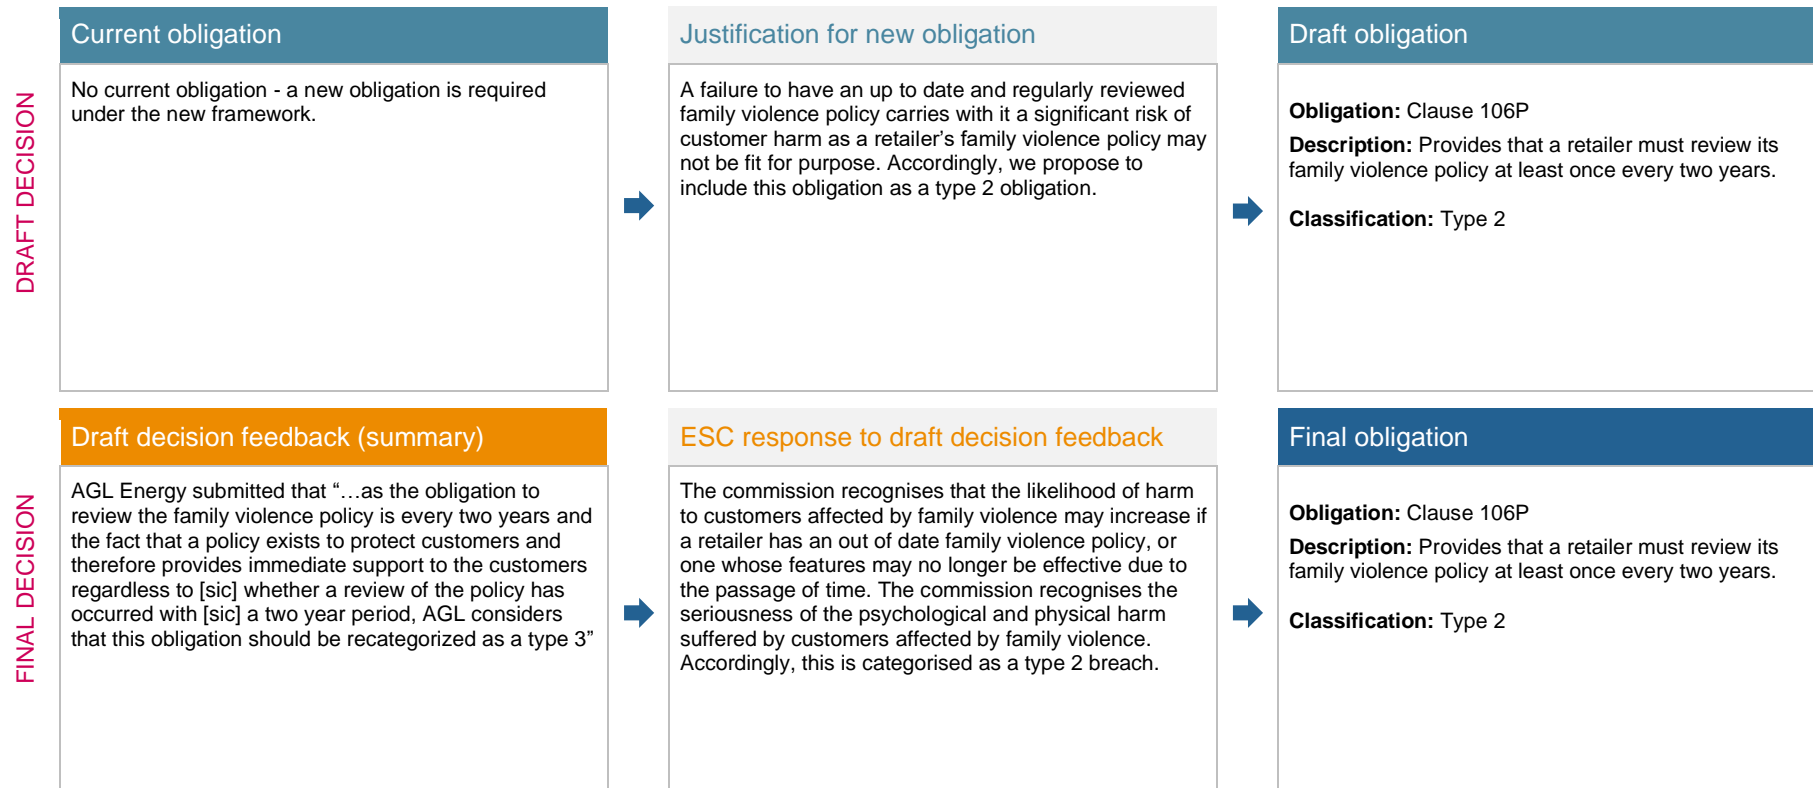 DRAFT DECISION
Current obligation
No current obligation - a new obligation is required
under the new framework.
Justification for new obligation
A failure to have an up to date and regularly reviewed
family violence policy carries with it a significant risk of
customer harm as a retailer’s family violence policy may
not be fit for purpose. Accordingly, we propose to
include this obligation as a type 2 obligation.
Draft obligation
Obligation: Clause 106P
Description: Provides that a retailer must review its
family violence policy at least once every two years.
Classification: Type 2
FINAL DECISION
Draft decision feedback (summary)
AGL Energy submitted that “…as the obligation to
review the family violence policy is every two years and
the fact that a policy exists to protect customers and
therefore provides immediate support to the customers
regardless to [sic] whether a review of the policy has
occurred with [sic] a two year period, AGL considers
that this obligation should be recategorized as a type 3”
ESC response to draft decision feedback
The commission recognises that the likelihood of harm
to customers affected by family violence may increase if
a retailer has an out of date family violence policy, or
one whose features may no longer be effective due to
the passage of time. The commission recognises the
seriousness of the psychological and physical harm
suffered by customers affected by family violence.
Accordingly, this is categorised as a type 2 breach.
Final obligation
Obligation: Clause 106P
Description: Provides that a retailer must review its
family violence policy at least once every two years.
Classification: Type 2